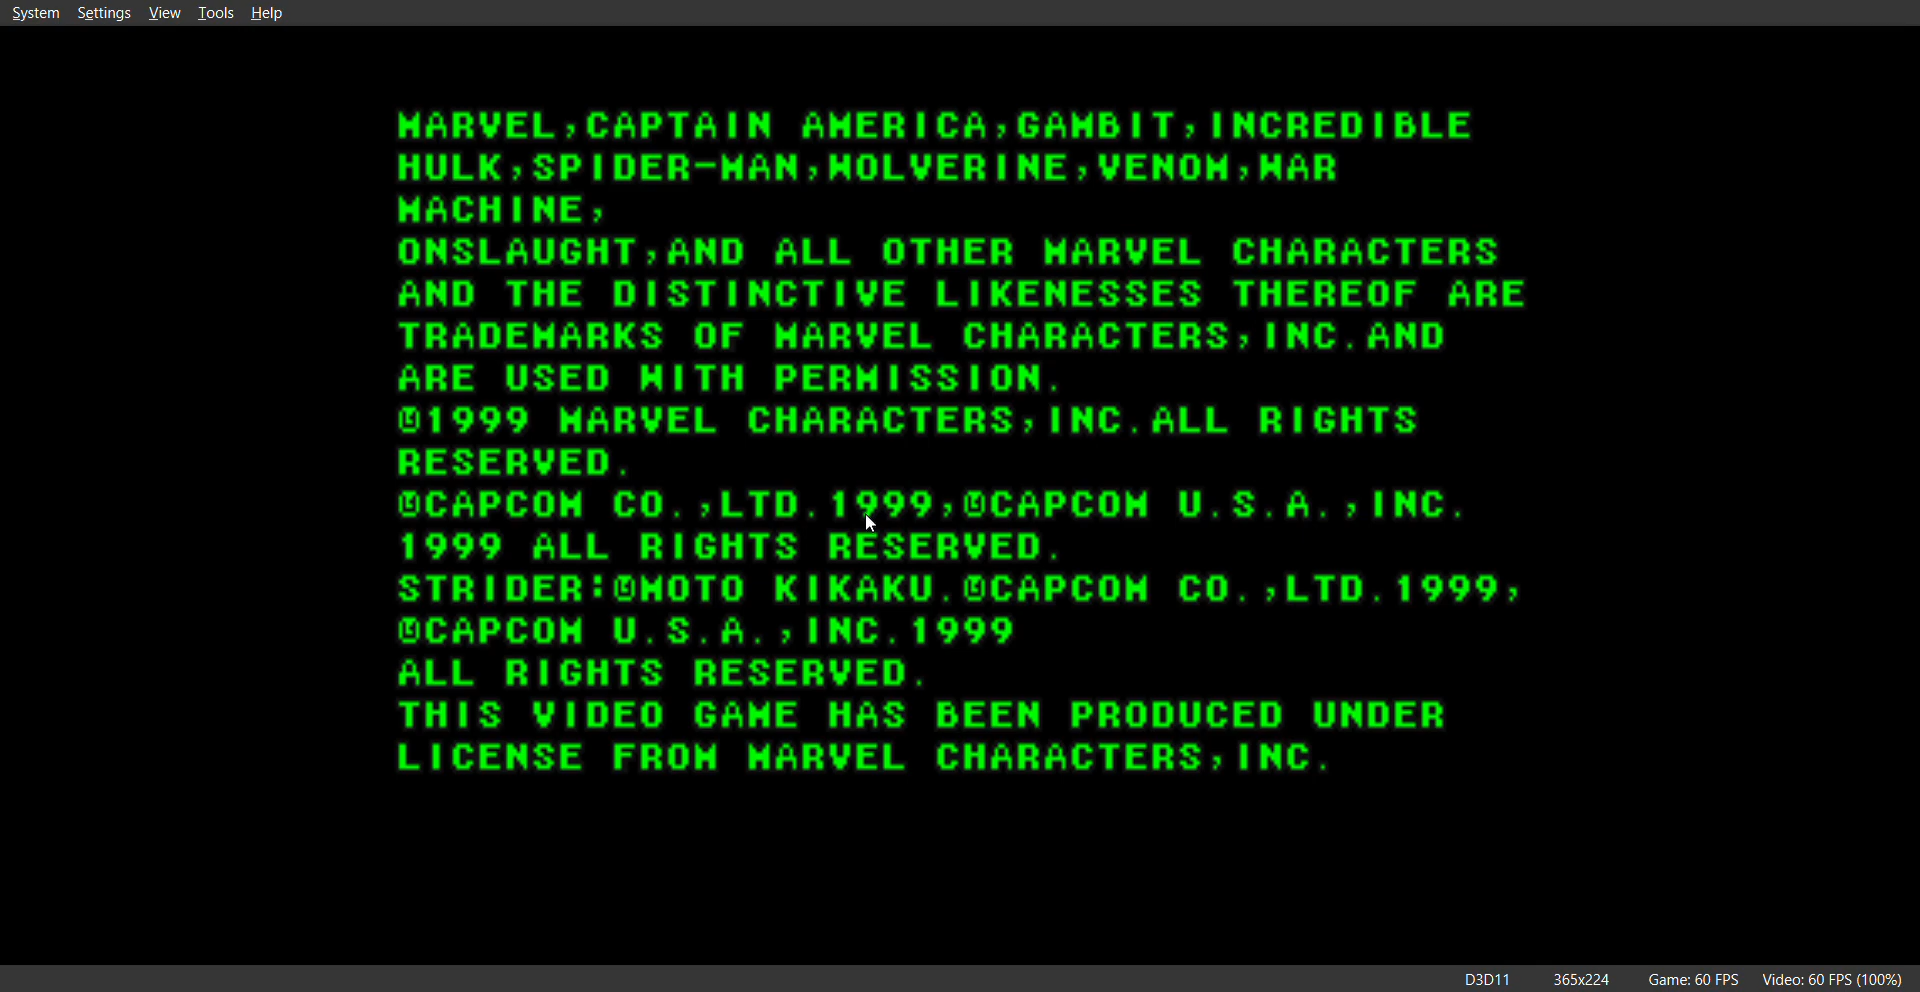 System Settings View Tools Help
MARVEL,CAPTAIN AMERICA,GAMBIT,INCREDIBLE
HULK,SPIDER-MAN,WOLVERINE,VENOM,WAR
MACHINE,
ONSLAUGHT,AND ALL OTHER MARVEL CHARACTERS
AND THE DISTINCTIVE LIKENESSES THEREOF ARE
TRADEMARKS OF MARVEL CHARACTERS,INC.AND
ARE USED WITH PERMISSION.
©1999 MARVEL CHARACTERS,INC.ALL RIGHTS
RESERVED.
©CAPCOM CO.,LTD.1999,©CAPCOM U.S.A.,INC.
1999 ALL RIGHTS RESERVED.
STRIDER:©MOTO KIKAKU.©CAPCOM CO.,LTD.1999,
©CAPCOM U.S.A.,INC.1999
ALL RIGHTS RESERVED.
THIS VIDEO GAME HAS BEEN PRODUCED UNDER
LICENSE FROM MARVEL CHARACTERS,INC.
D3D11 365x224 Game: 60 FPS Video: 60 FPS (100%)